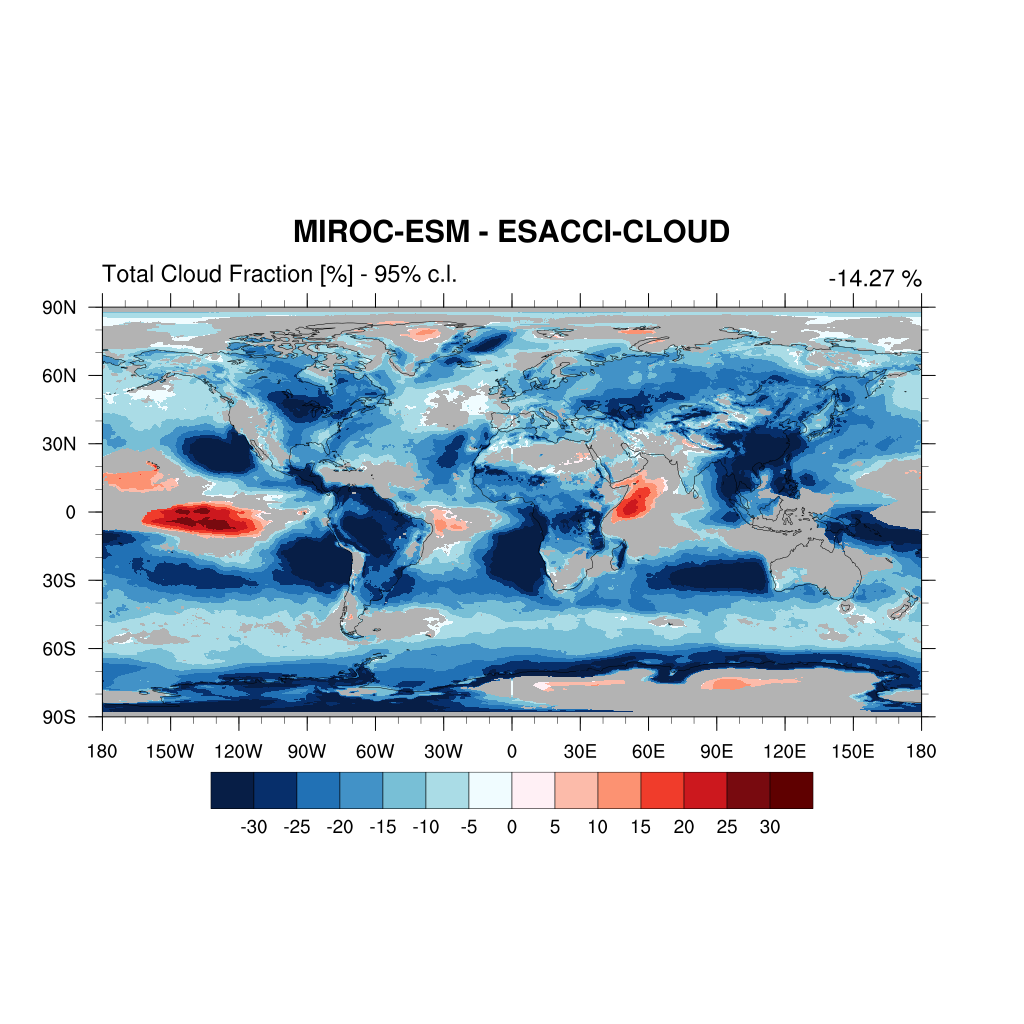 MIROC-ESM - ESACCI-CLOUD
Total Cloud Fraction [%] - 95% c.l.
-14.27 %
90N
60N
30N
0
30S
60S
90S
180 150W 120W 90W 60W 30W 0 30E 60E 90E 120E 150E 180
-30 -25 -20 -15 -10 -5 0 5 10 15 20 25 30